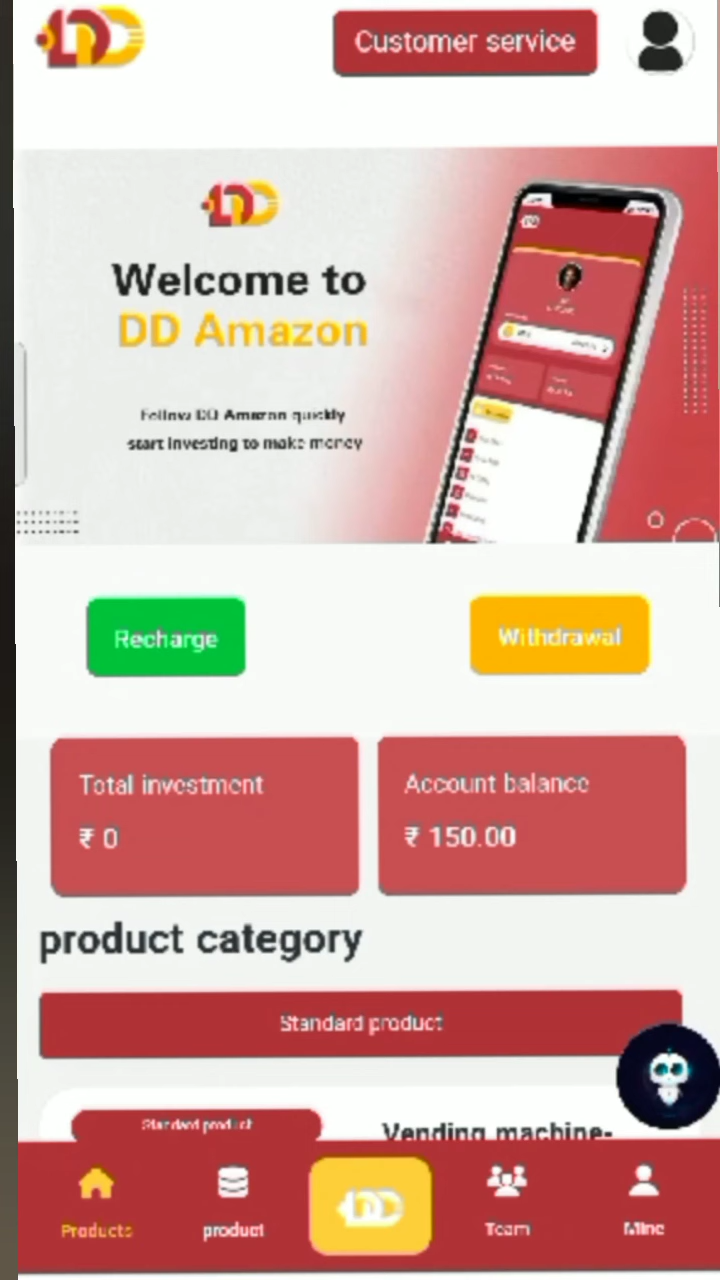 Customer service
Welcome to
DD Amazon
Follow DD Amazon quickly
start investing to make money
Recharge
Withdrawal
Total investment
₹ 0
Account balance
₹ 150.00
product category
Standard product
Standard product
Vending machine-
Products
product
Team
Mine